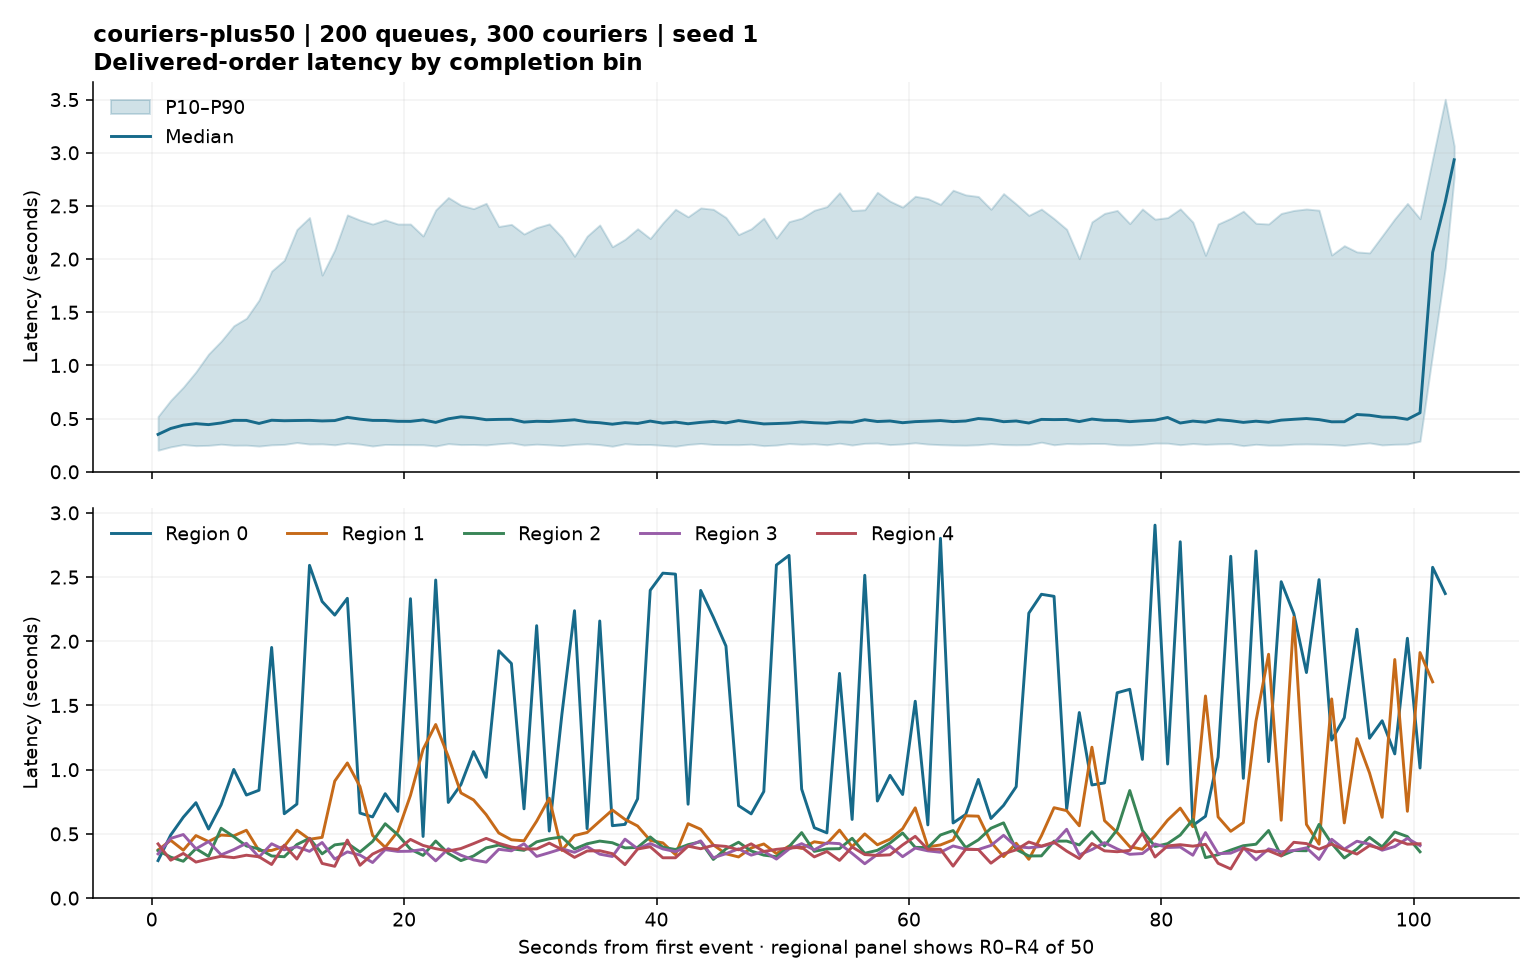 couriers-plus50 | 200 queues, 300 couriers | seed 1
Delivered-order latency by completion bin
P10–P90
Median
Latency (seconds)
3.5
3.0
2.5
2.0
1.5
1.0
0.5
0.0
Region 0
Region 1
Region 2
Region 3
Region 4
Latency (seconds)
3.0
2.5
2.0
1.5
1.0
0.5
0.0
0 20 40 60 80 100
Seconds from first event · regional panel shows R0–R4 of 50